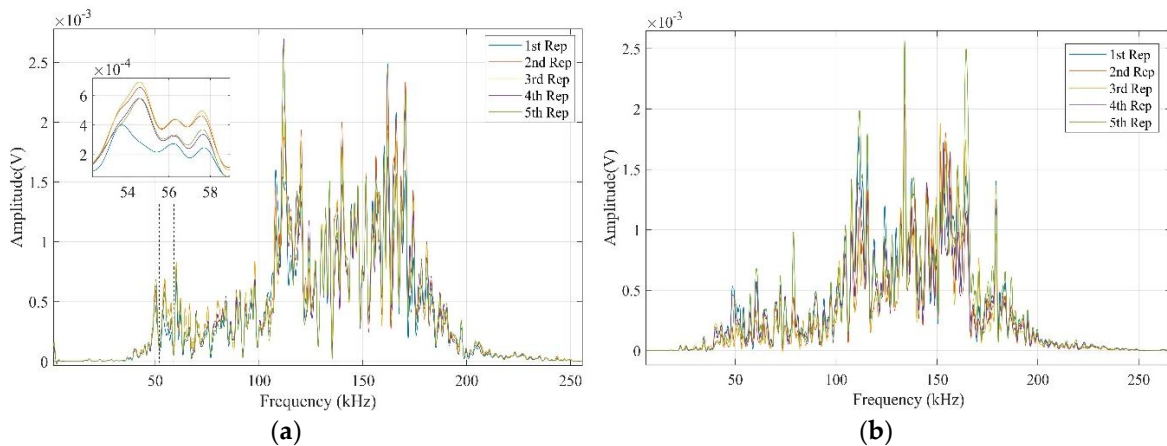 ×10⁻³
2.5
2
1.5
1
0.5
0
Amplitude(V)
50
100
150
200
250
Frequency (kHz)
1st Rep
2nd Rep
3rd Rep
4th Rep
5th Rep
×10⁻⁴
6
4
2
54
56
58
(a)
×10⁻³
2.5
2
1.5
1
0.5
0
Amplitude(V)
50
100
150
200
250
Frequency (kHz)
1st Rep
2nd Rep
3rd Rep
4th Rep
5th Rep
(b)